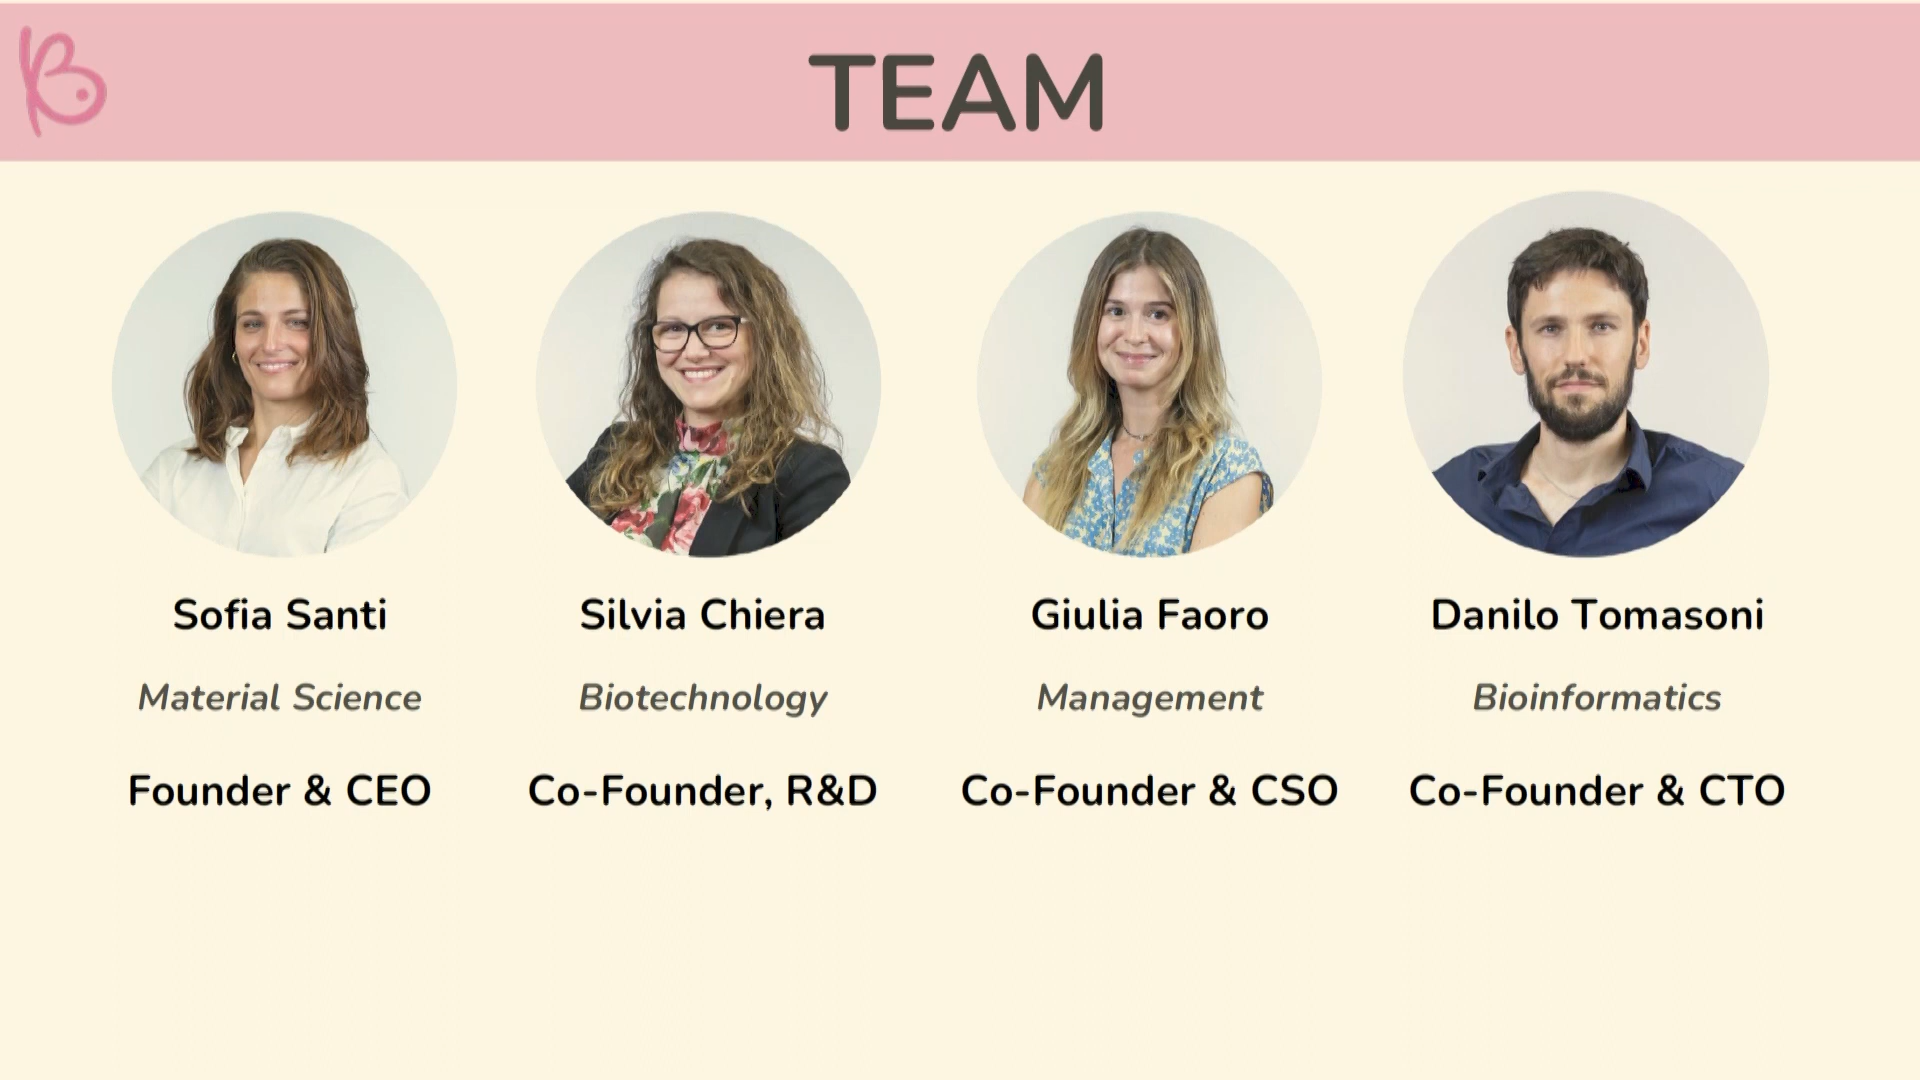 TEAM
Sofia Santi
Silvia Chiera
Giulia Faoro
Danilo Tomasoni
Material Science
Biotechnology
Management
Bioinformatics
Founder & CEO
Co-Founder, R&D
Co-Founder & CSO
Co-Founder & CTO